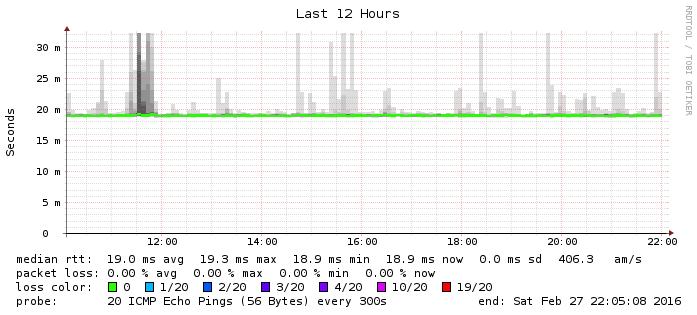 Last 12 Hours
RRDTOOL / TOBI OETIKER
Seconds
30 m
25 m
20 m
15 m
10 m
5 m
0
12:00 14:00 16:00 18:00 20:00 22:00
median rtt: 19.0 ms avg 19.3 ms max 18.9 ms min 18.9 ms now 0.0 ms sd 406.3 am/s
packet loss: 0.00 % avg 0.00 % max 0.00 % min 0.00 % now
loss color: 0 1/20 2/20 3/20 4/20 10/20 19/20
probe: 20 ICMP Echo Pings (56 Bytes) every 300s end: Sat Feb 27 22:05:08 2016